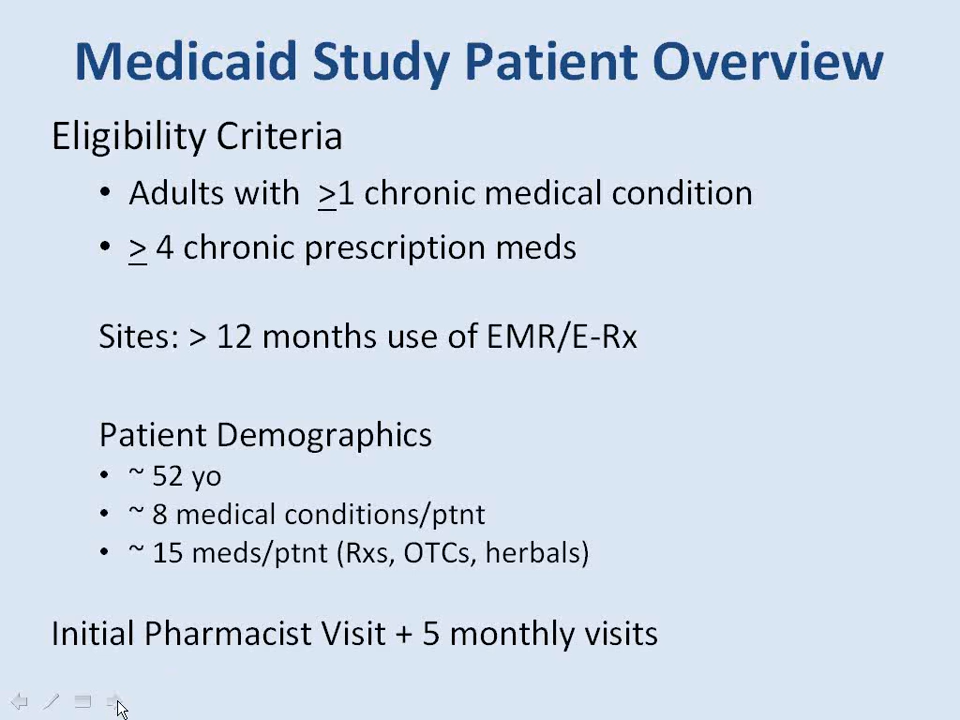 Medicaid Study Patient Overview
Eligibility Criteria
• Adults with ≥1 chronic medical condition
• ≥ 4 chronic prescription meds
Sites: > 12 months use of EMR/E-Rx
Patient Demographics
• ~ 52 yo
• ~ 8 medical conditions/ptnt
• ~ 15 meds/ptnt (Rxs, OTCs, herbals)
Initial Pharmacist Visit + 5 monthly visits